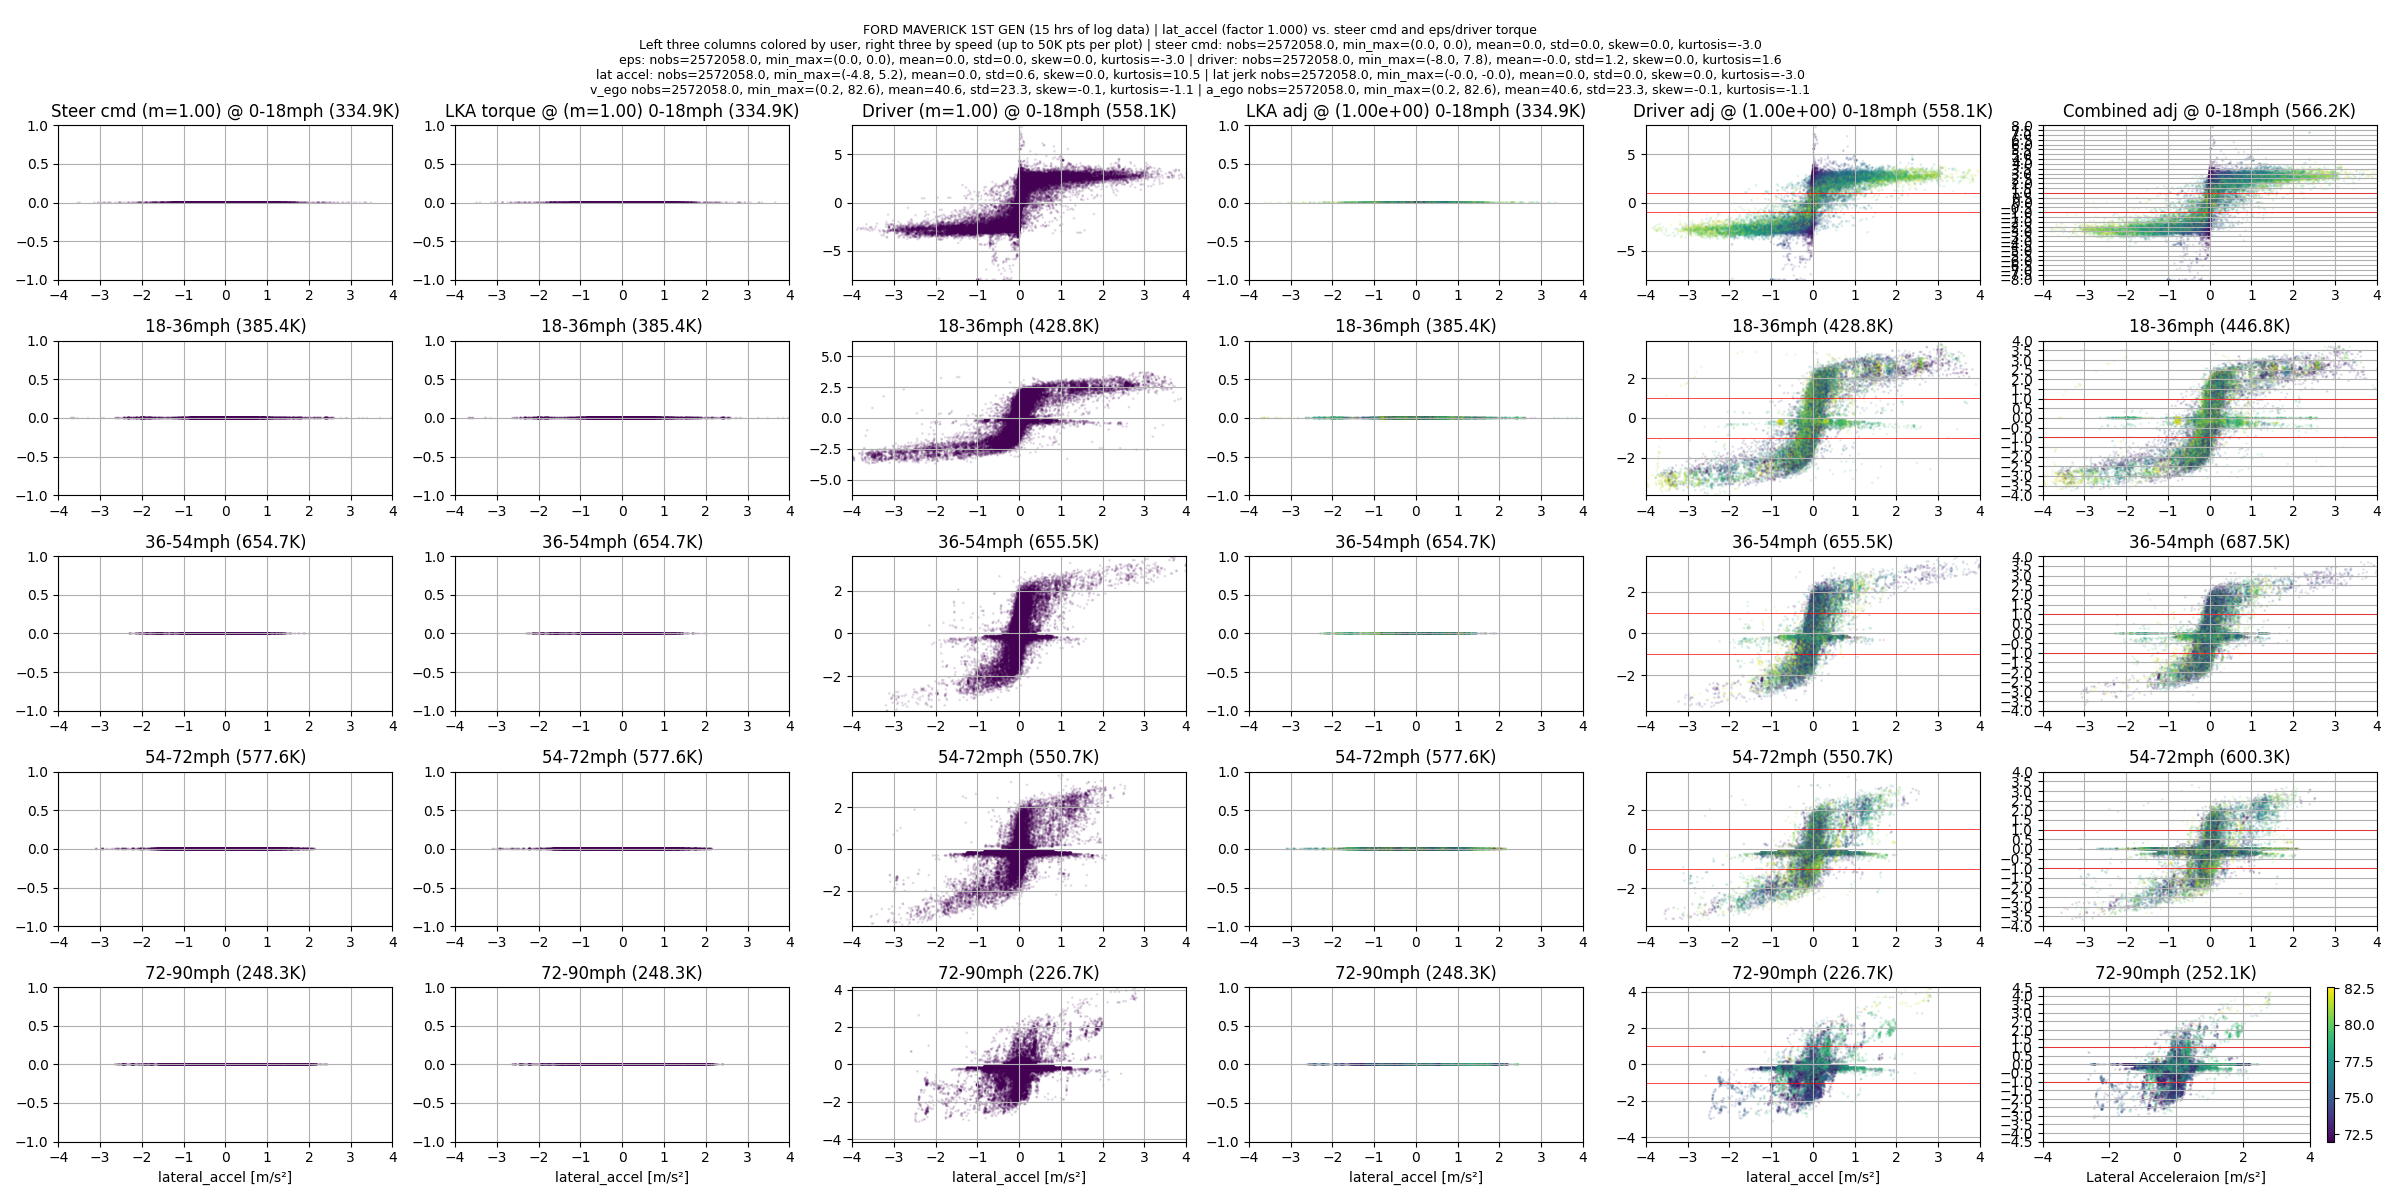 FORD MAVERICK 1ST GEN (15 hrs of log data) | lat_accel (factor 1.000) vs. steer cmd and eps/driver torque
Left three columns colored by user, right three by speed (up to 50K pts per plot) | steer cmd: nobs=2572058.0, min_max=(0.0, 0.0), mean=0.0, std=0.0, skew=0.0, kurtosis=-3.0
eps: nobs=2572058.0, min_max=(0.0, 0.0), mean=0.0, std=0.0, skew=0.0, kurtosis=-3.0 | driver: nobs=2572058.0, min_max=(-8.0, 7.8), mean=-0.0, std=1.2, skew=0.0, kurtosis=1.6
lat accel: nobs=2572058.0, min_max=(-4.8, 5.2), mean=0.0, std=0.6, skew=0.0, kurtosis=10.5 | lat jerk nobs=2572058.0, min_max=(-0.0, -0.0), mean=0.0, std=0.0, skew=0.0, kurtosis=-3.0
v_ego nobs=2572058.0, min_max=(0.2, 82.6), mean=40.6, std=23.3, skew=-0.1, kurtosis=-1.1 | a_ego nobs=2572058.0, min_max=(0.2, 82.6), mean=40.6, std=23.3, skew=-0.1, kurtosis=-1.1
Steer cmd (m=1.00) @ 0-18mph (334.9K) LKA torque @ (m=1.00) 0-18mph (334.9K) Driver (m=1.00) @ 0-18mph (558.1K) LKA adj @ (1.00e+00) 0-18mph (334.9K) Driver adj @ (1.00e+00) 0-18mph (558.1K) Combined adj @ 0-18mph (566.2K)
18-36mph (385.4K) 18-36mph (385.4K) 18-36mph (428.8K) 18-36mph (385.4K) 18-36mph (428.8K) 18-36mph (446.8K)
36-54mph (654.7K) 36-54mph (654.7K) 36-54mph (655.5K) 36-54mph (654.7K) 36-54mph (655.5K) 36-54mph (687.5K)
54-72mph (577.6K) 54-72mph (577.6K) 54-72mph (550.7K) 54-72mph (577.6K) 54-72mph (550.7K) 54-72mph (600.3K)
72-90mph (248.3K) 72-90mph (248.3K) 72-90mph (226.7K) 72-90mph (248.3K) 72-90mph (226.7K) 72-90mph (252.1K)
82.5
80.0
77.5
75.0
72.5
lateral_accel [m/s²] lateral_accel [m/s²] lateral_accel [m/s²] lateral_accel [m/s²] lateral_accel [m/s²] Lateral Acceleraion [m/s²]